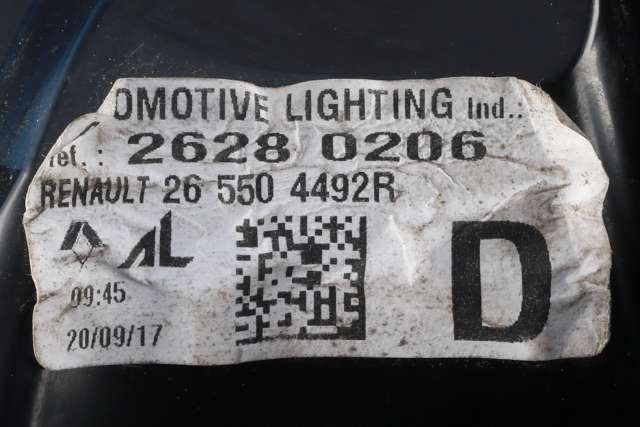 OMOTIVE LIGHTING Ind.:
ref.: 2628 0206
RENAULT 26 550 4492R
AL
D
09:45
20/09/17